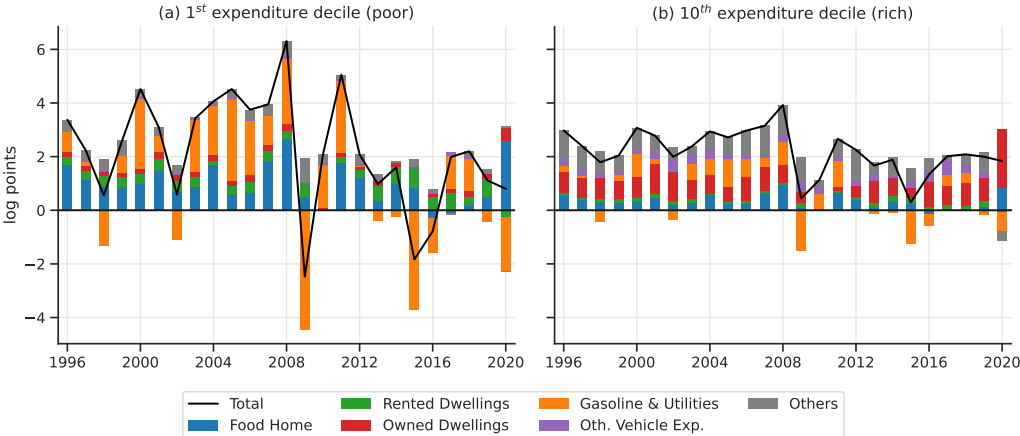 (a) 1st expenditure decile (poor)
(b) 10th expenditure decile (rich)
log points
6
4
2
0
−2
−4
1996 2000 2004 2008 2012 2016 2020
1996 2000 2004 2008 2012 2016 2020
Total Rented Dwellings Gasoline & Utilities Others
Food Home Owned Dwellings Oth. Vehicle Exp.